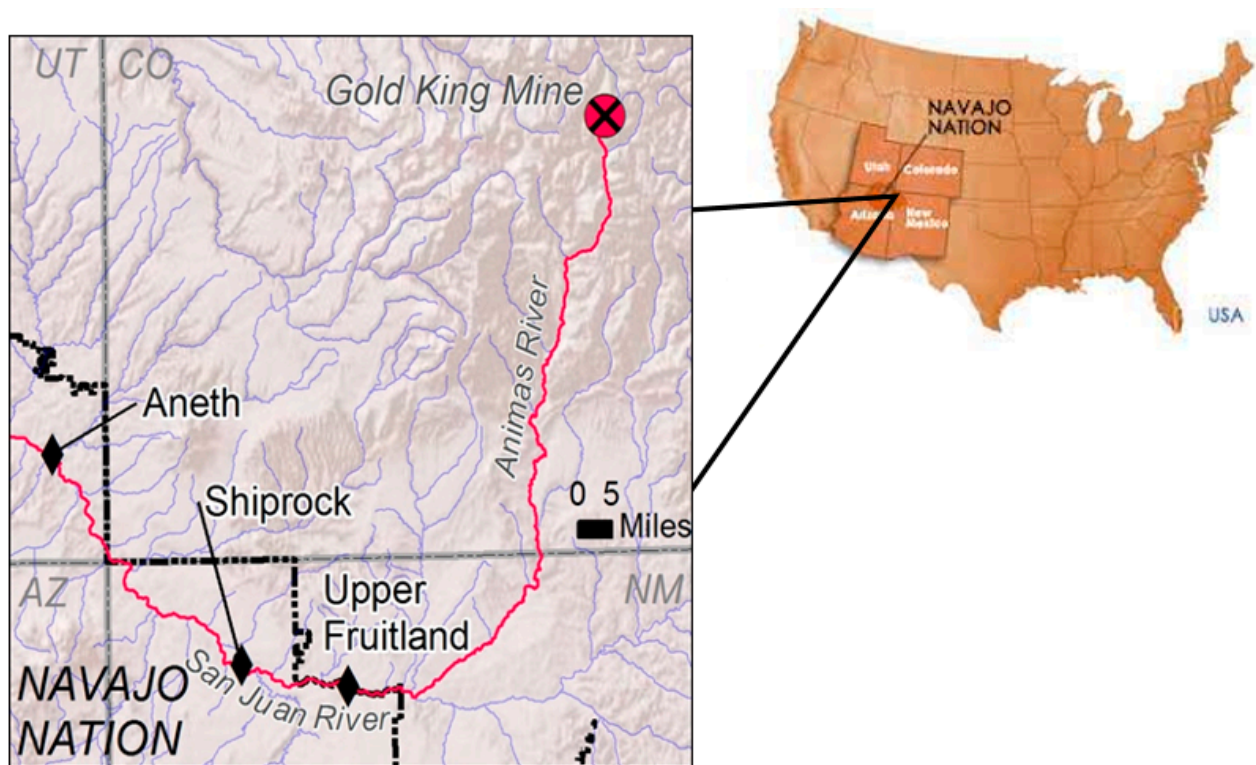 UT CO
Gold King Mine
Animas River
Aneth
Shiprock
0 5
Miles
AZ
NM
Upper
Fruitland
San Juan River
NAVAJO
NATION
NAVAJO
NATION
Utah
Colorado
Arizona
New
Mexico
USA